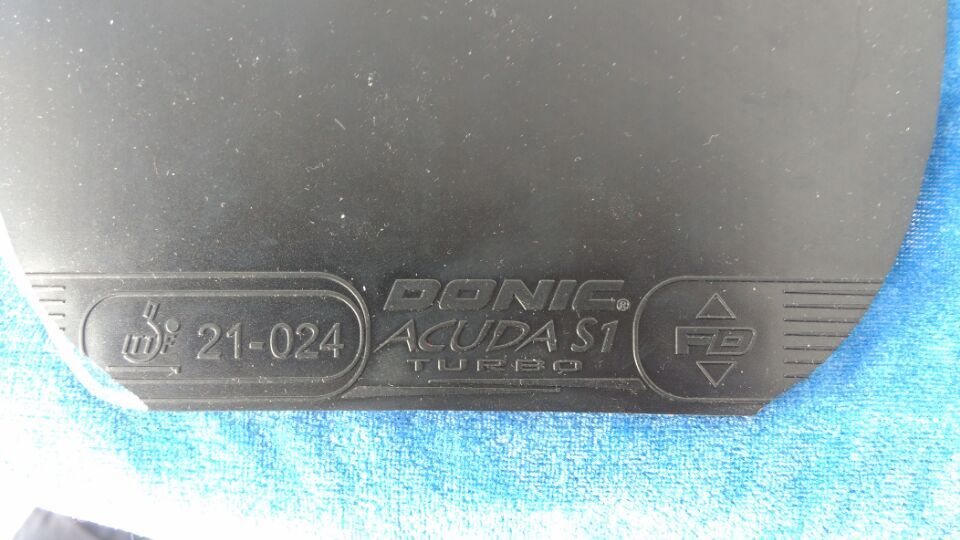 21-024
DONIC®
ACUDA S1
TURBO
FD